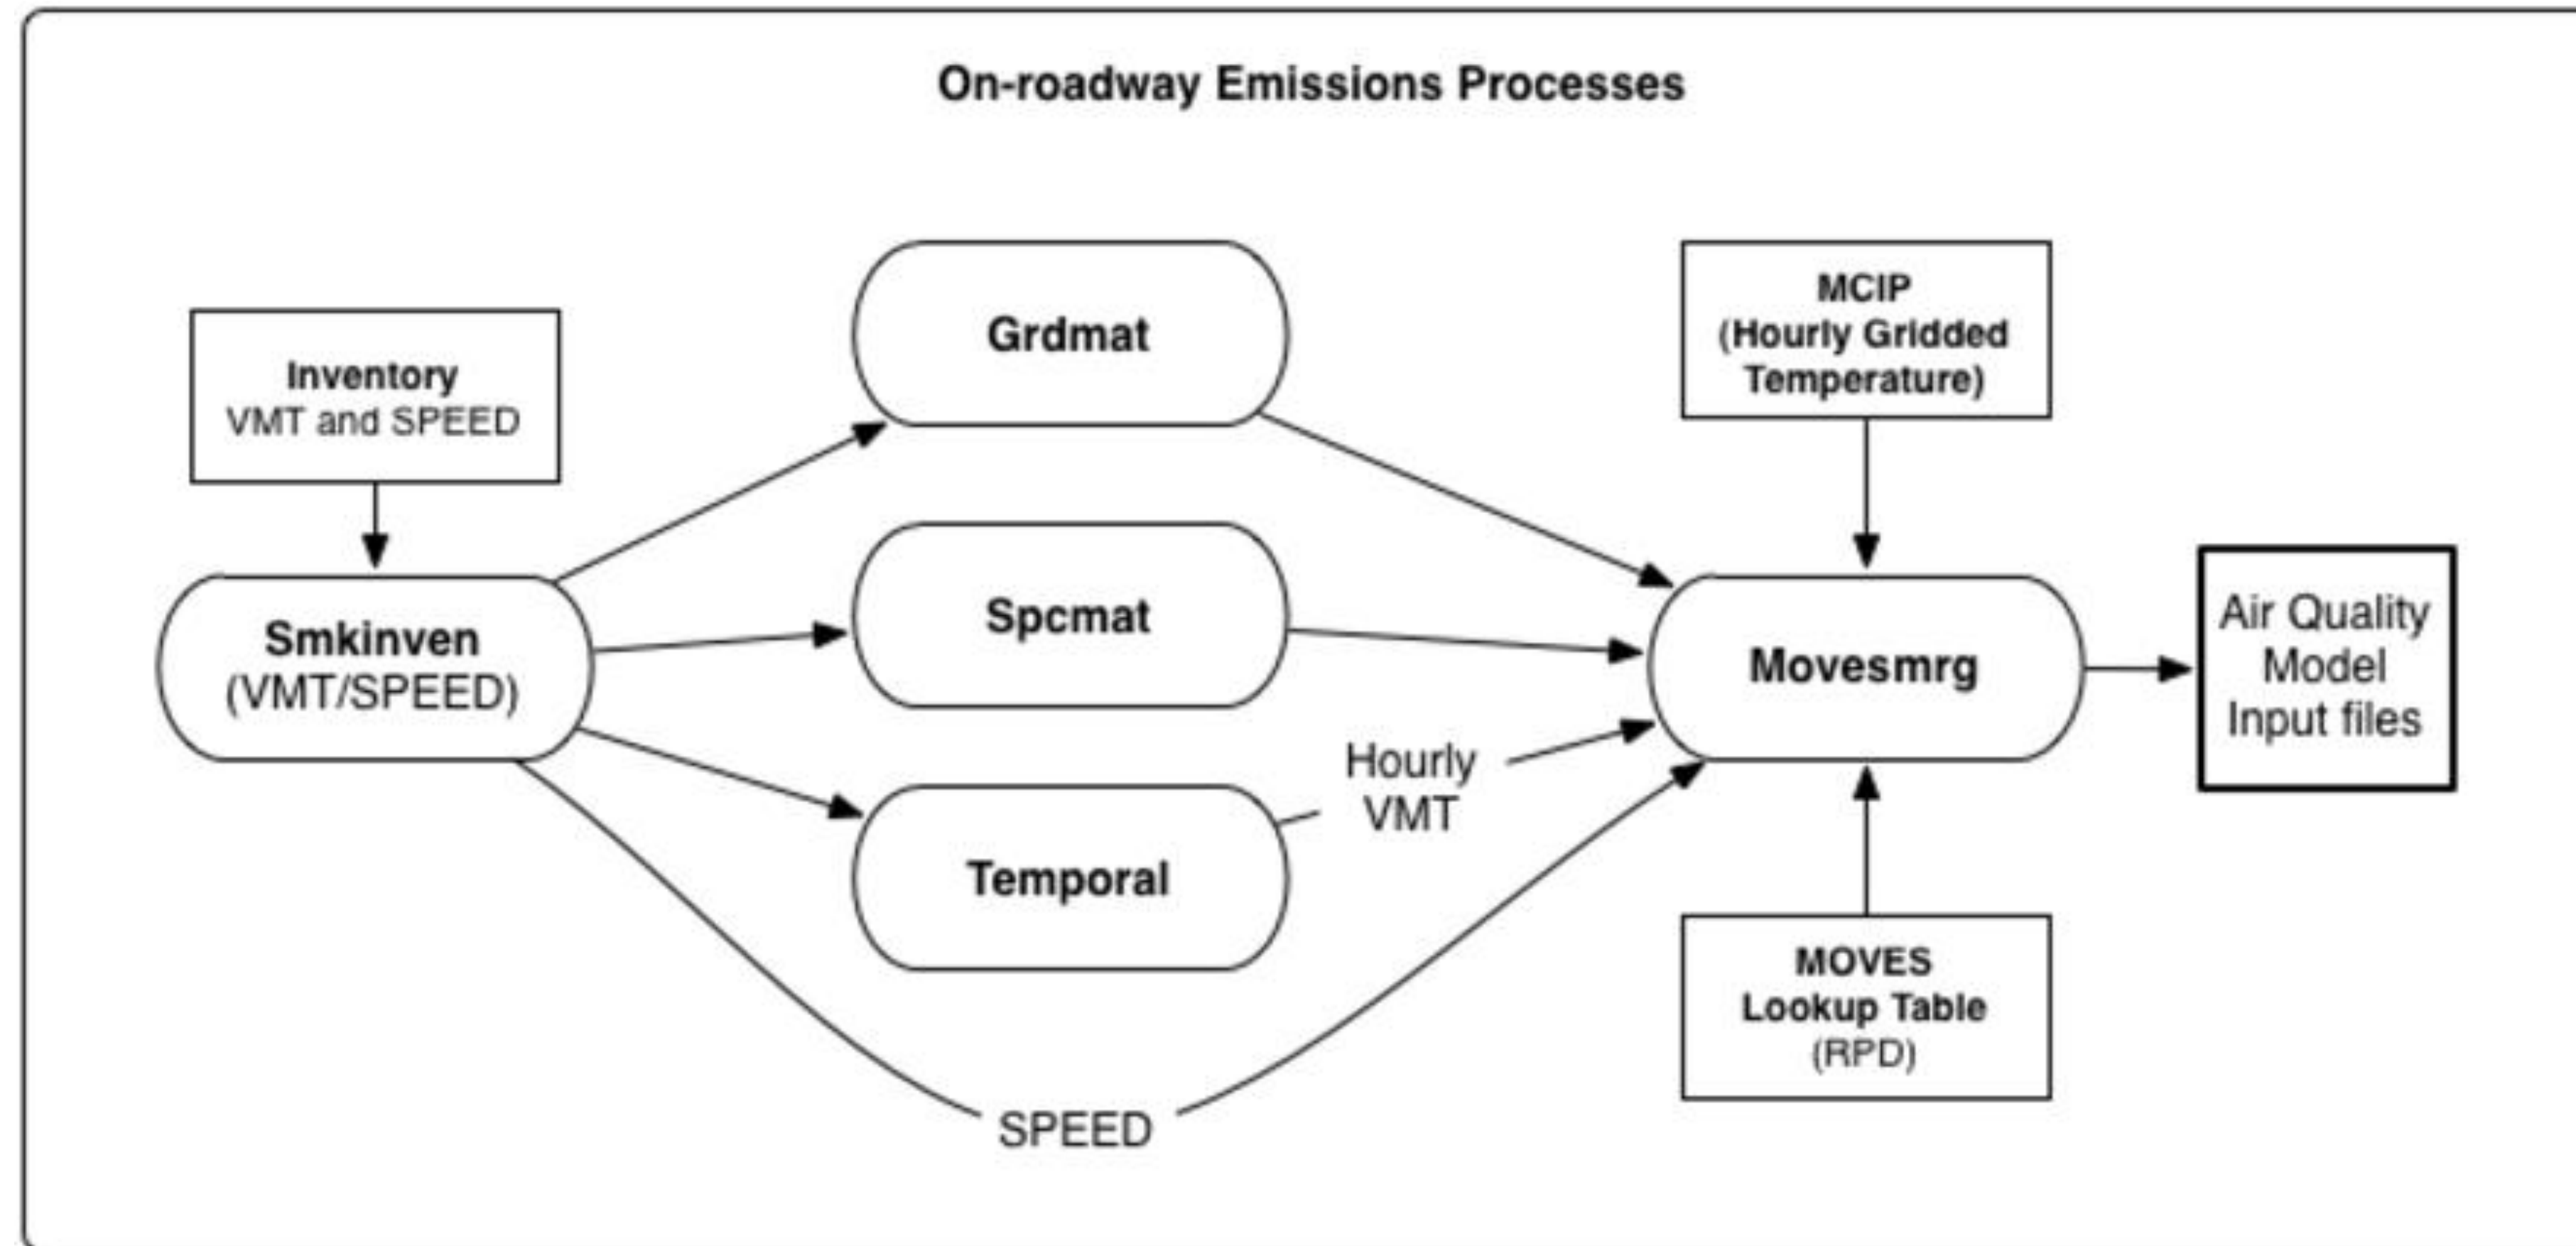 On-roadway Emissions Processes
Inventory
VMT and SPEED
Smkinven
(VMT/SPEED)
Grdmat
Spcmat
Temporal
Hourly
VMT
SPEED
MCIP
(Hourly Gridded
Temperature)
Movesmrg
MOVES
Lookup Table
(RPD)
Air Quality
Model
Input files